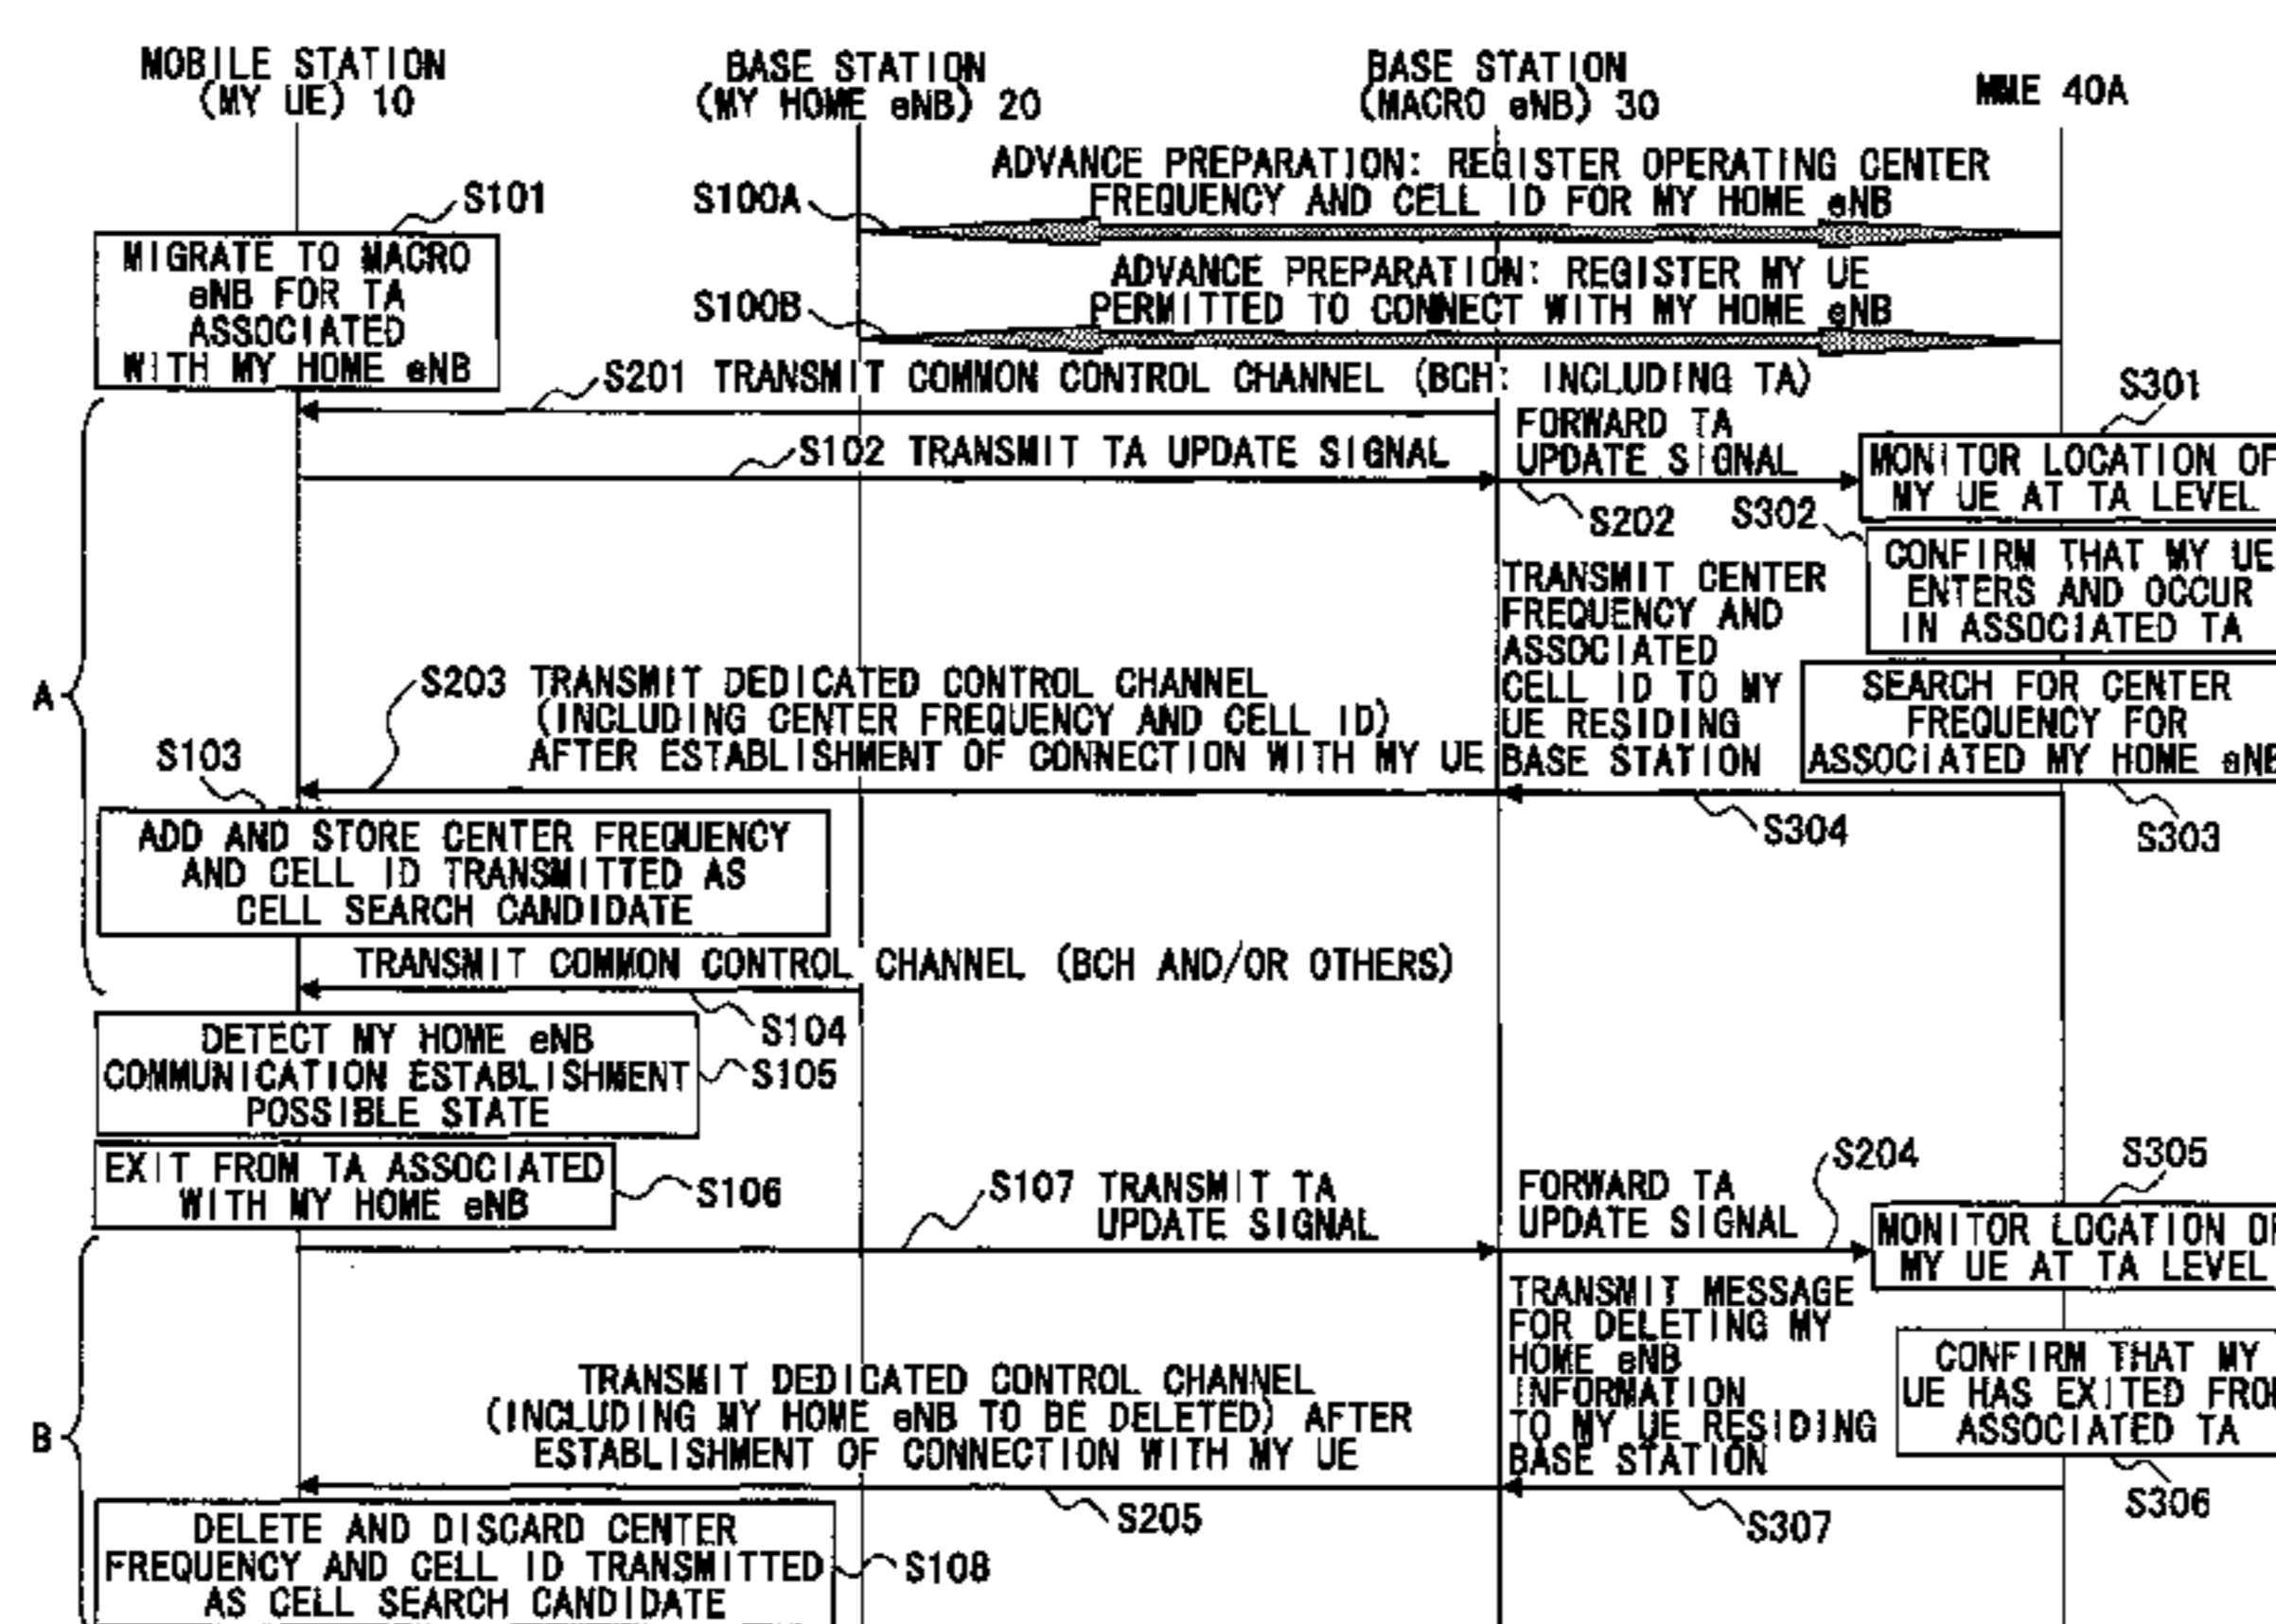 MOBILE STATION
(MY UE) 10
BASE STATION
(MY HOME eNB) 20
BASE STATION
(MACRO eNB) 30
MME 40A
ADVANCE PREPARATION: REGISTER OPERATING CENTER
FREQUENCY AND CELL ID FOR MY HOME eNB
S100A
S101
MIGRATE TO MACRO
eNB FOR TA
ASSOCIATED
WITH MY HOME eNB
ADVANCE PREPARATION: REGISTER MY UE
PERMITTED TO CONNECT WITH MY HOME eNB
S100B
S201 TRANSMIT COMMON CONTROL CHANNEL (BCH: INCLUDING TA)
S301
FORWARD TA
UPDATE SIGNAL
S102 TRANSMIT TA UPDATE SIGNAL
MONITOR LOCATION OF
MY UE AT TA LEVEL
S202
S302
CONFIRM THAT MY UE
ENTERS AND OCCUR
IN ASSOCIATED TA
TRANSMIT CENTER
FREQUENCY AND
ASSOCIATED
CELL ID TO MY
UE RESIDING
BASE STATION
A
S203 TRANSMIT DEDICATED CONTROL CHANNEL
(INCLUDING CENTER FREQUENCY AND CELL ID)
AFTER ESTABLISHMENT OF CONNECTION WITH MY UE
SEARCH FOR CENTER
FREQUENCY FOR
ASSOCIATED MY HOME eNB
S103
S304
S303
ADD AND STORE CENTER FREQUENCY
AND CELL ID TRANSMITTED AS
CELL SEARCH CANDIDATE
TRANSMIT COMMON CONTROL CHANNEL (BCH AND/OR OTHERS)
S104
DETECT MY HOME eNB
COMMUNICATION ESTABLISHMENT
POSSIBLE STATE
S105
EXIT FROM TA ASSOCIATED
WITH MY HOME eNB
S106
S107 TRANSMIT TA
UPDATE SIGNAL
FORWARD TA
UPDATE SIGNAL
S204
S305
MONITOR LOCATION OF
MY UE AT TA LEVEL
TRANSMIT MESSAGE
FOR DELETING MY
HOME eNB
INFORMATION
TO MY UE RESIDING
BASE STATION
CONFIRM THAT MY
UE HAS EXITED FROM
ASSOCIATED TA
B
TRANSMIT DEDICATED CONTROL CHANNEL
(INCLUDING MY HOME eNB TO BE DELETED) AFTER
ESTABLISHMENT OF CONNECTION WITH MY UE
S205
S307
S306
DELETE AND DISCARD CENTER
FREQUENCY AND CELL ID TRANSMITTED
AS CELL SEARCH CANDIDATE
S108